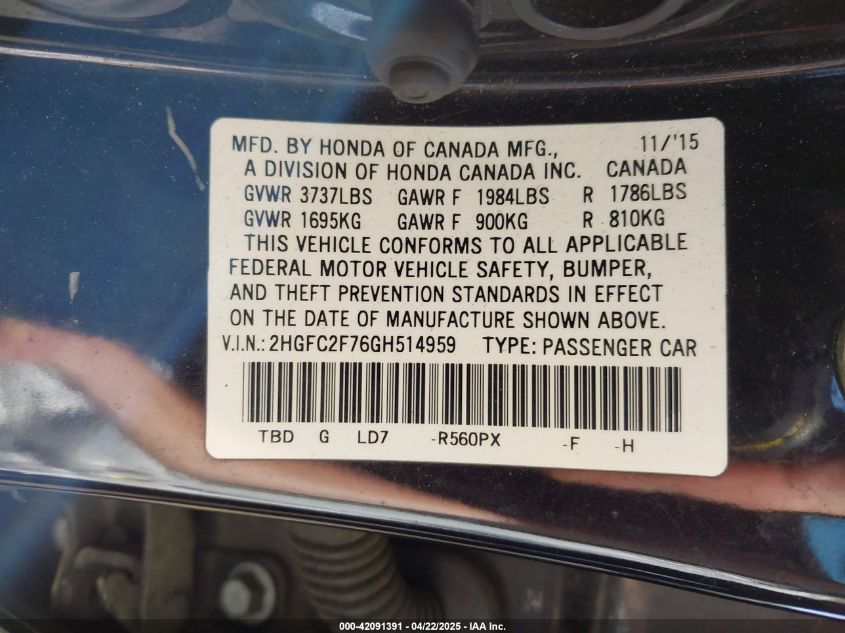 MFD. BY HONDA OF CANADA MFG., 11/'15
A DIVISION OF HONDA CANADA INC. CANADA
GVWR 3737LBS GAWR F 1984LBS R 1786LBS
GVWR 1695KG GAWR F 900KG R 810KG
THIS VEHICLE CONFORMS TO ALL APPLICABLE
FEDERAL MOTOR VEHICLE SAFETY, BUMPER,
AND THEFT PREVENTION STANDARDS IN EFFECT
ON THE DATE OF MANUFACTURE SHOWN ABOVE.
V.I.N.: 2HGFC2F76GH514959 TYPE: PASSENGER CAR
TBD G LD7 -R560PX -F -H
000-42091391 - 04/22/2025 - IAA Inc.